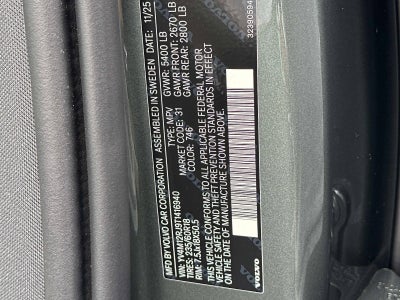 MFD BY: VOLVO CAR CORPORATION
ASSEMBLED IN SWEDEN DATE: 11/25
GVWR: 5400 LB
GAWR FRONT: 2670 LB
GAWR REAR: 2800 LB
TYPE: MPV
MARKET CODE: 31
COLOR: 746
TIRES: 235/60R18
RIM: 7.5Jx18x50.5
THIS VEHICLE CONFORMS TO ALL APPLICABLE FEDERAL MOTOR
VEHICLE SAFETY AND THEFT PREVENTION STANDARDS IN EFFECT
ON THE DATE OF MANUFACTURE SHOWN ABOVE.
32390594
VOLVO